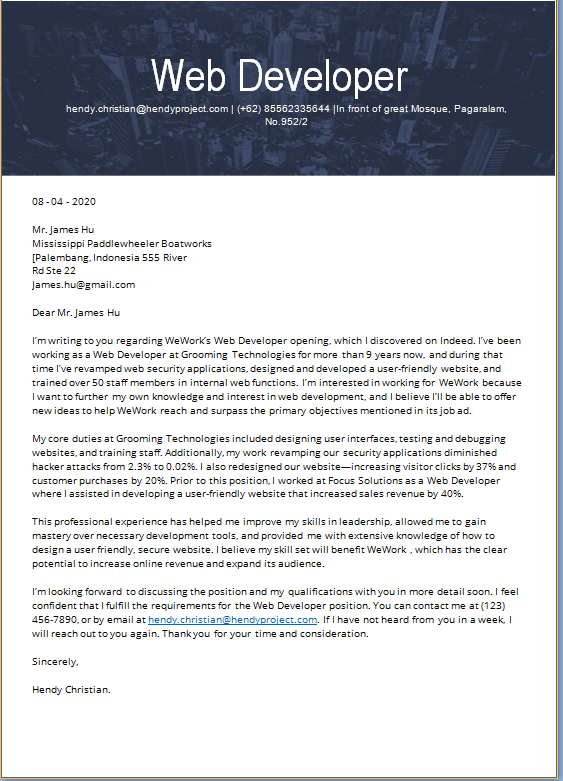 Web Developer
hendy.christian@hendyproject.com | (+62) 85562335644 |In front of great Mosque, Pagaralam,
No.952/2
08 - 04 - 2020
Mr. James Hu
Mississippi Paddlewheeler Boatworks
[Palembang, Indonesia 555 River
Rd Ste 22
James.hu@gmail.com
Dear Mr. James Hu
I’m writing to you regarding WeWork’s Web Developer opening, which I discovered on Indeed. I’ve been
working as a Web Developer at Grooming Technologies for more than 9 years now, and during that
time I’ve revamped web security applications, designed and developed a user-friendly website, and
trained over 50 staff members in internal web functions. I’m interested in working for WeWork because
I want to further my own knowledge and interest in web development, and I believe I’ll be able to offer
new ideas to help WeWork reach and surpass the primary objectives mentioned in its job ad.
My core duties at Grooming Technologies included designing user interfaces, testing and debugging
websites, and training staff. Additionally, my work revamping our security applications diminished
hacker attacks from 2.3% to 0.02%. I also redesigned our website—increasing visitor clicks by 37% and
customer purchases by 20%. Prior to this position, I worked at Focus Solutions as a Web Developer
where I assisted in developing a user-friendly website that increased sales revenue by 40%.
This professional experience has helped me improve my skills in leadership, allowed me to gain
mastery over necessary development tools, and provided me with extensive knowledge of how to
design a user friendly, secure website. I believe my skill set will benefit WeWork , which has the clear
potential to increase online revenue and expand its audience.
I’m looking forward to discussing the position and my qualifications with you in more detail soon. I feel
confident that I fulfill the requirements for the Web Developer position. You can contact me at (123)
456-7890, or by email at hendy.christian@hendyproject.com. If I have not heard from you in a week, I
will reach out to you again. Thank you for your time and consideration.
Sincerely,
Hendy Christian.